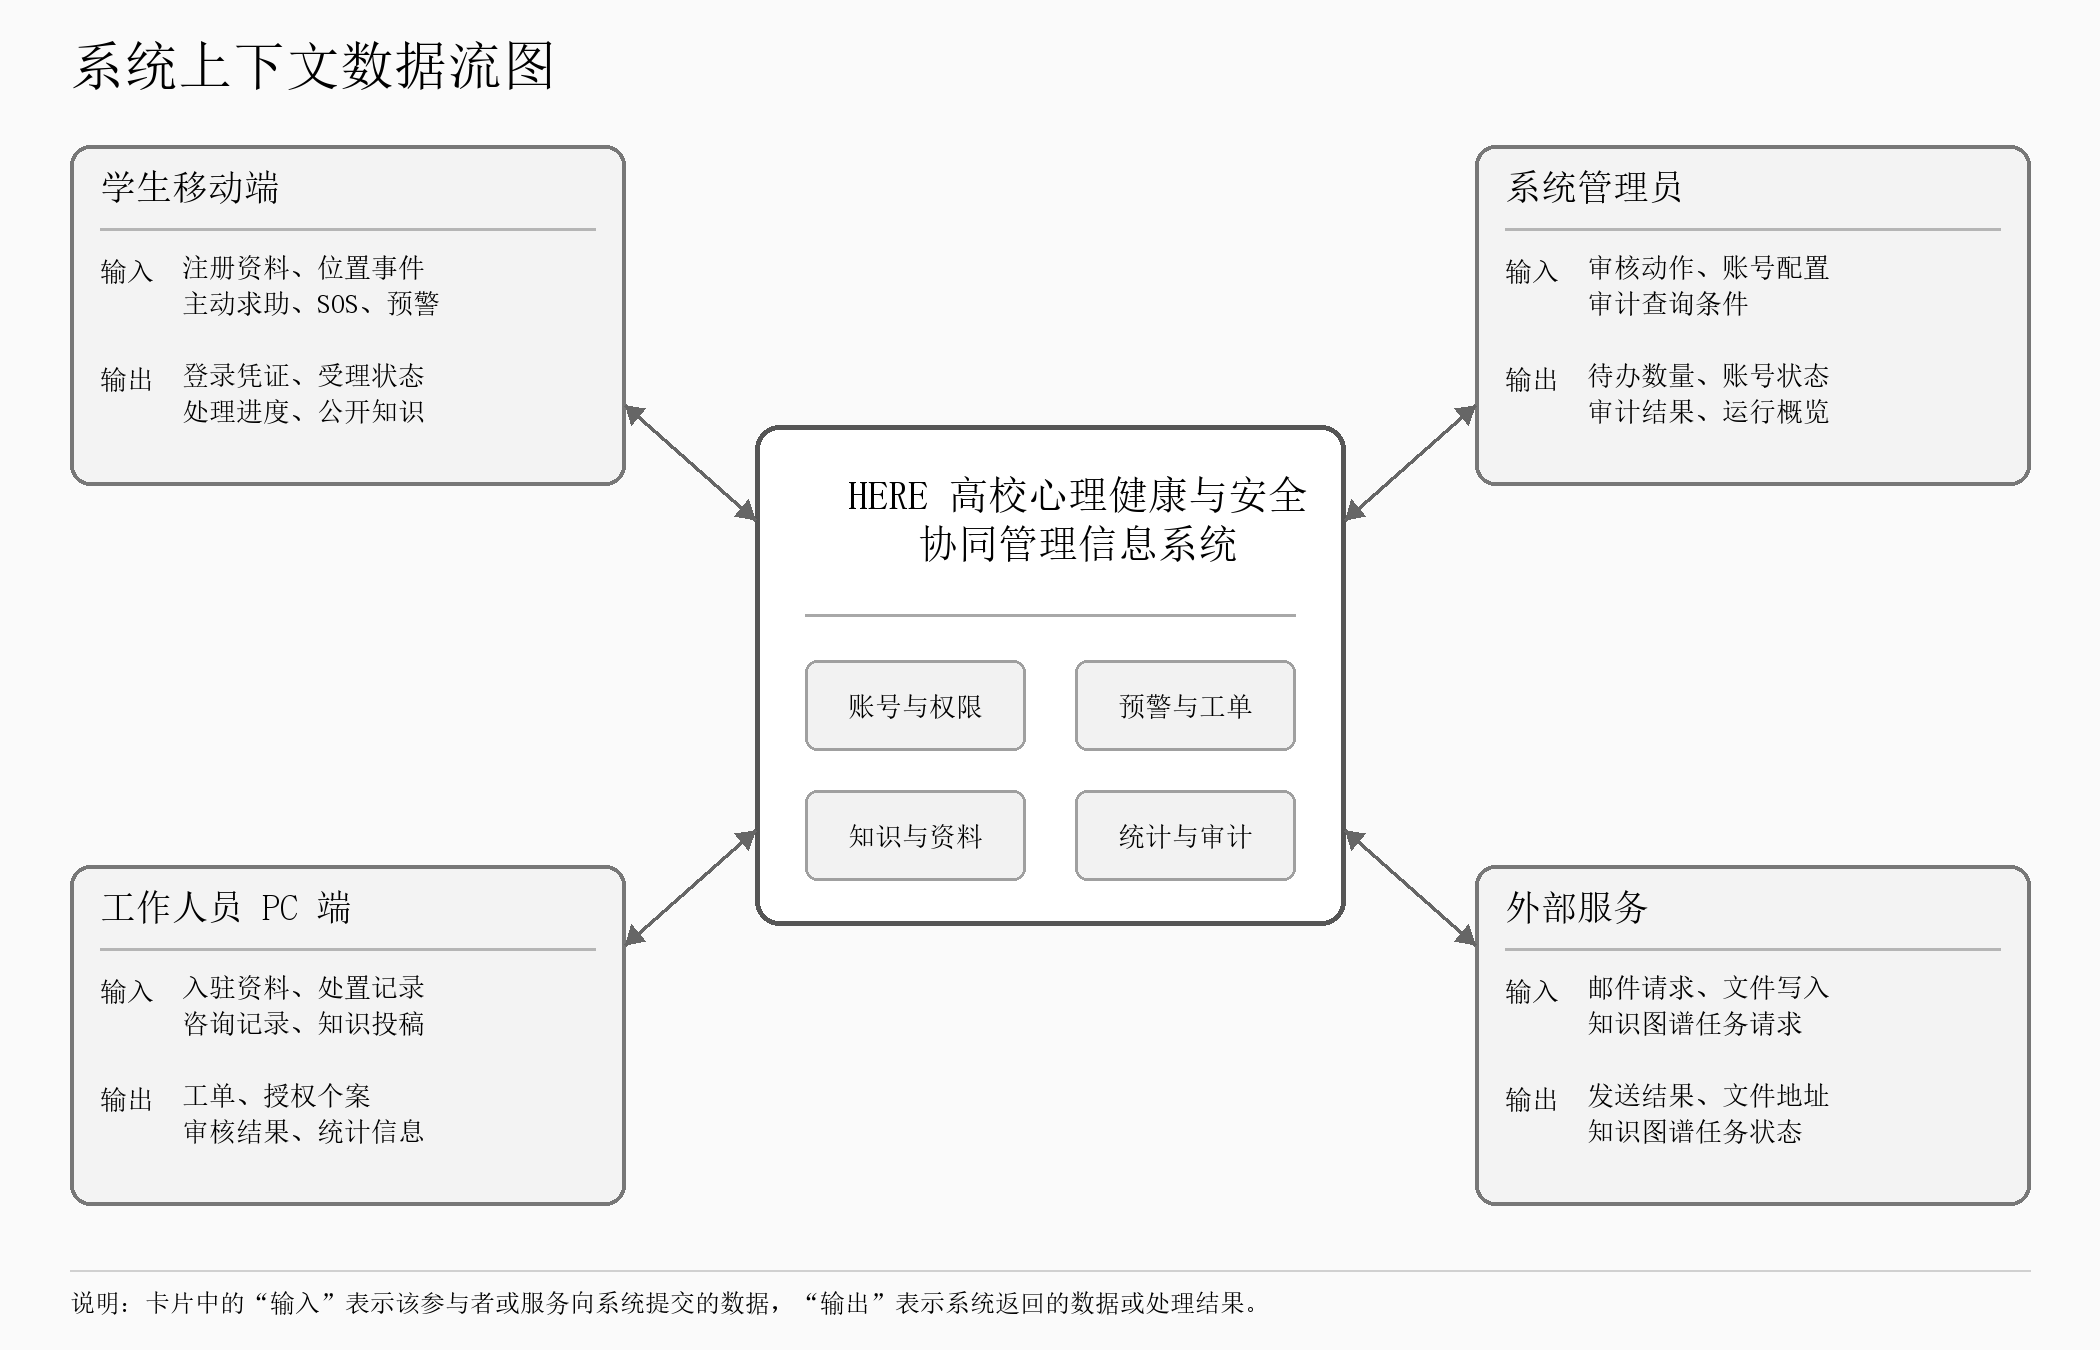 系统上下文数据流图
学生移动端
输入 注册资料、位置事件
主动求助、SOS、预警
输出 登录凭证、受理状态
处理进度、公开知识
系统管理员
输入 审核动作、账号配置
审计查询条件
输出 待办数量、账号状态
审计结果、运行概览
HERE 高校心理健康与安全
协同管理信息系统
账号与权限
预警与工单
知识与资料
统计与审计
工作人员 PC 端
输入 入驻资料、处置记录
咨询记录、知识投稿
输出 工单、授权个案
审核结果、统计信息
外部服务
输入 邮件请求、文件写入
知识图谱任务请求
输出 发送结果、文件地址
知识图谱任务状态
说明：卡片中的“输入”表示该参与者或服务向系统提交的数据，“输出”表示系统返回的数据或处理结果。